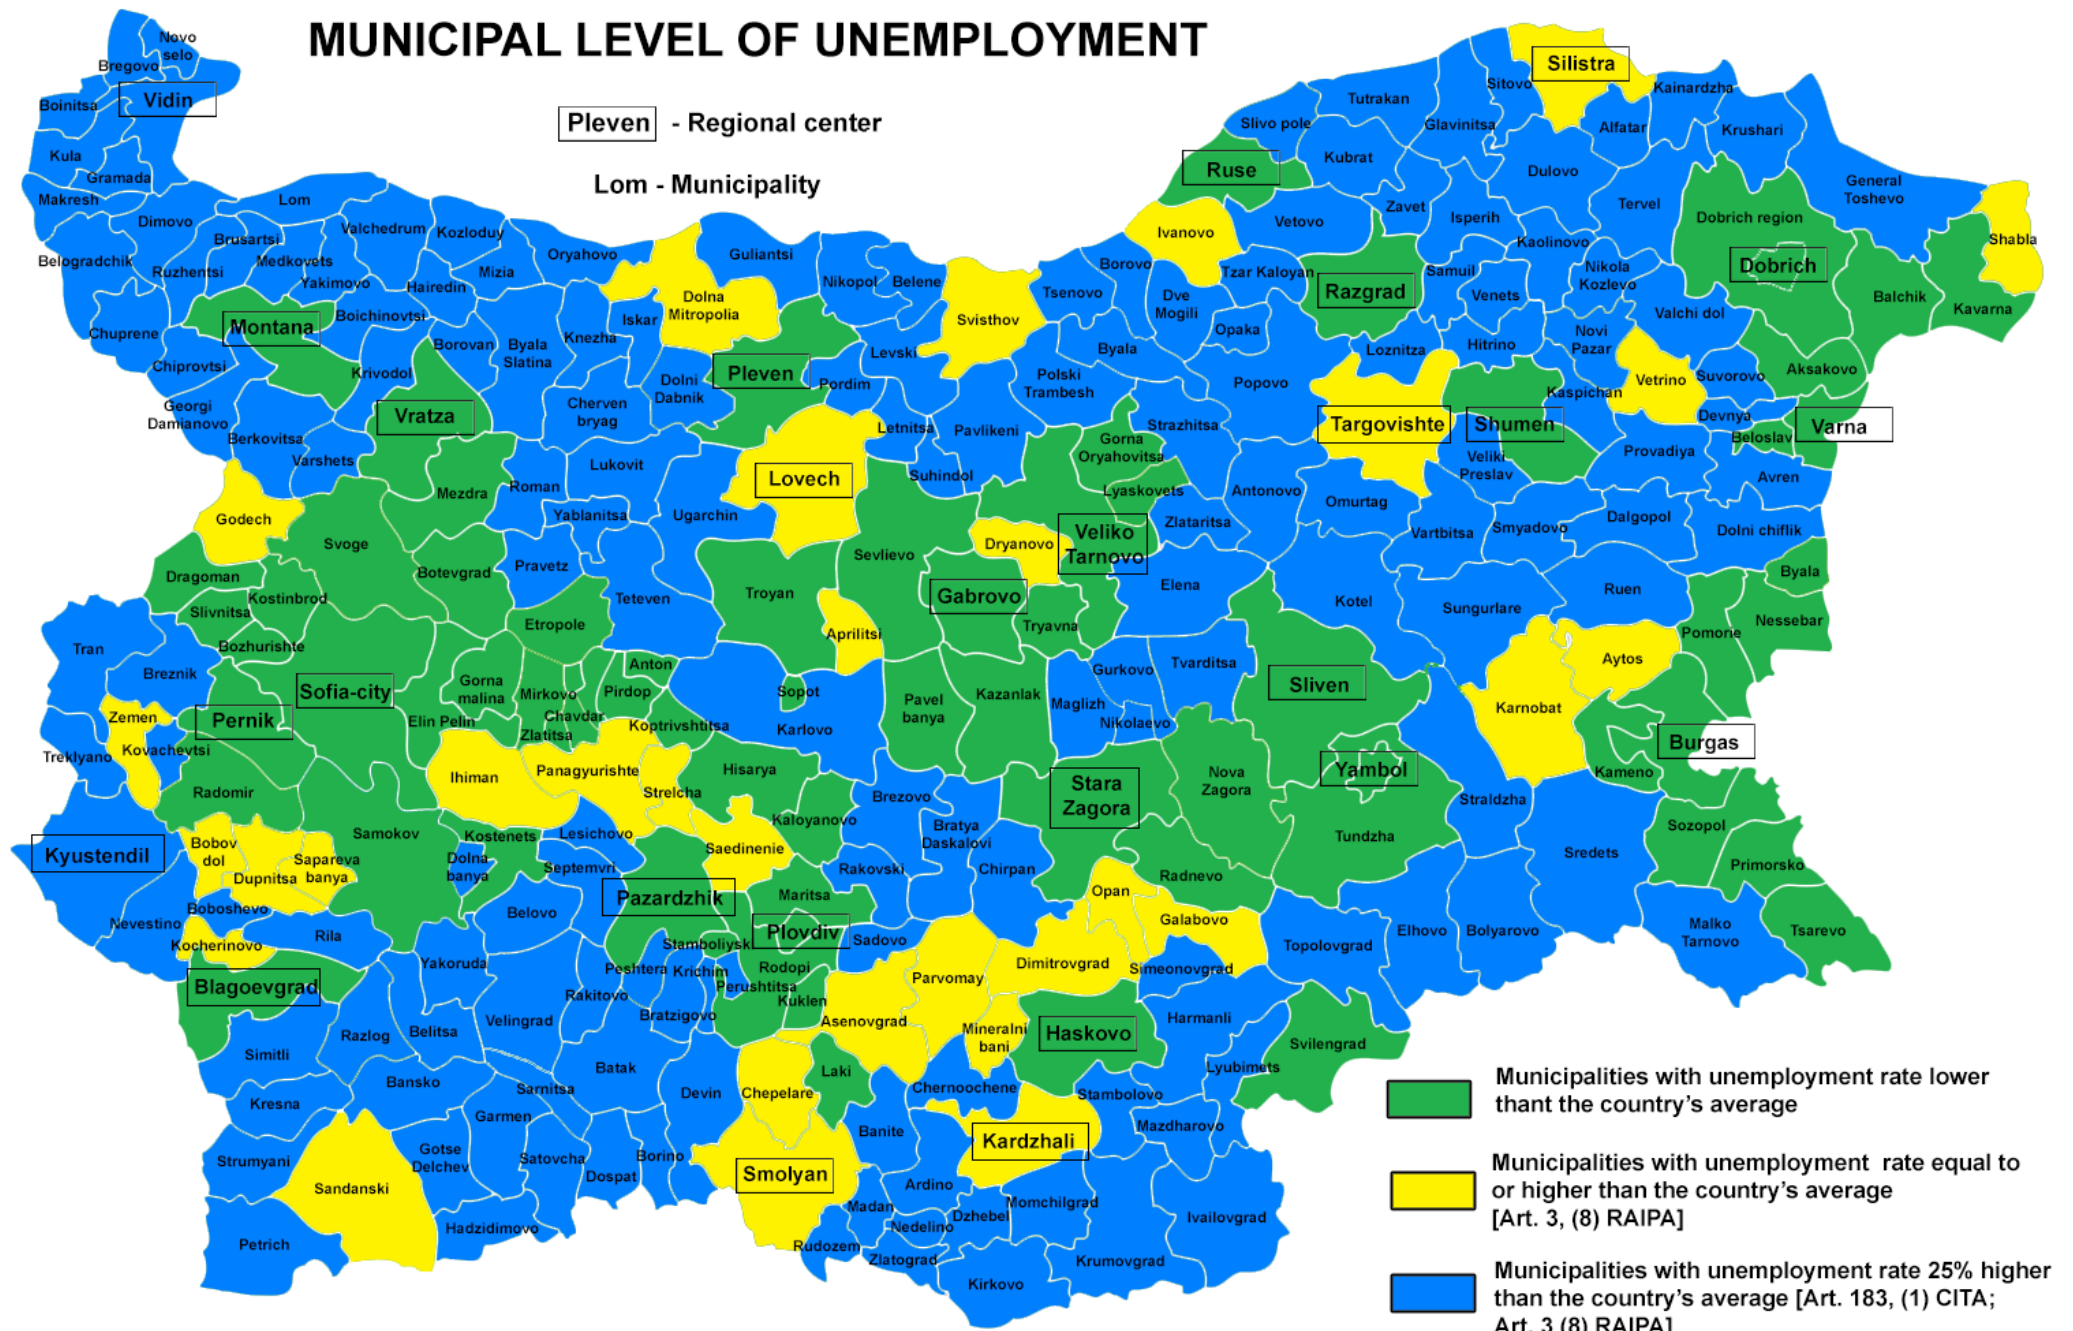 MUNICIPAL LEVEL OF UNEMPLOYMENT
Pleven - Regional center
Lom - Municipality
Novo
selo
Bregovo
Vidin
Boinitsa
Kula
Gramada
Makresh
Dimovo
Belogradchik
Ruzhentsi
Chuprene
Lom
Brusartsi
Medkovets
Yakimovo
Valchedrum
Kozloduy
Hairedin
Mizia
Oryahovo
Montana
Boichinovtsi
Chiprovtsi
Georgi
Damianovo
Berkovitsa
Varshets
Krivodol
Borovan
Byala
Slatina
Knezha
Iskar
Vratza
Mezdra
Roman
Dolna
Mitropolia
Guliantsi
Nikopol
Belene
Svisthov
Pleven
Dolni
Dabnik
Cherven
bryag
Pordim
Levski
Lukovit
Yablanitsa
Ugarchin
Lovech
Letnitsa
Pavlikeni
Suhindol
Polski
Trambesh
Tsenovo
Borovo
Byala
Ivanovo
Ruse
Slivo pole
Vetovo
Dve
Mogili
Tzar Kaloyan
Opaka
Popovo
Tutrakan
Kubrat
Zavet
Razgrad
Loznitza
Glavinitsa
Sitovo
Silistra
Kainardzha
Alfatar
Dulovo
Isperih
Samuil
Kaolinovo
Venets
Hitrino
Nikola
Kozlevo
Novi
Pazar
Tervel
Krushari
General
Toshevo
Shabla
Dobrich region
Dobrich
Balchik
Kavarna
Valchi dol
Vetrino
Suvorovo
Aksakovo
Kaspichan
Devnya
Beloslav
Varna
Provadiya
Avren
Targovishte
Shumen
Veliki
Preslav
Omurtag
Antonovo
Strazhitsa
Gorna
Oryahovitsa
Lyaskovets
Zlataritsa
Veliko
Tarnovo
Elena
Vartbitsa
Smyadovo
Dalgopol
Dolni chiflik
Byala
Godech
Svoge
Botevgrad
Pravetz
Teteven
Troyan
Aprilitsi
Sevlievo
Dryanovo
Gabrovo
Tryavna
Dragoman
Slivnitsa
Kostinbrod
Bozhurishte
Etropole
Tran
Breznik
Zemen
Treklyano
Kovachevtsi
Pernik
Sofia-city
Gorna
malina
Elin Pelin
Mirkovo
Chavdar
Zlatitsa
Pirdop
Anton
Koptrivshtitsa
Sopot
Karlovo
Pavel
banya
Kazanlak
Maglizh
Gurkovo
Nikolaevo
Tvarditsa
Kotel
Sungurlare
Ruen
Nessebar
Pomorie
Aytos
Karnobat
Burgas
Kameno
Sliven
Yambol
Straldzha
Tundzha
Nova
Zagora
Stara
Zagora
Radnevo
Radomir
Samokov
Ihiman
Panagyurishte
Strelcha
Hisarya
Kaloyanovo
Brezovo
Bratya
Daskalovi
Chirpan
Rakovski
Saedinenie
Maritsa
Kostenets
Dolna
banya
Lesichovo
Septemvri
Pazardzhik
Plovdiv
Stamboliysk
Sadovo
Rodopi
Kuklen
Perushtitsa
Krichim
Peshtera
Bratzigovo
Rakitovo
Belovo
Velingrad
Batak
Kyustendil
Bobov
dol
Dupnitsa
Sapareva
banya
Boboshevo
Nevestino
Kocherinovo
Rila
Blagoevgrad
Simitli
Razlog
Belitsa
Yakoruda
Bansko
Kresna
Strumyani
Sandanski
Petrich
Gotse
Delchev
Garmen
Hadzidimovo
Satovcha
Sarnitsa
Dospat
Borino
Devin
Chepelare
Laki
Smolyan
Asenovgrad
Parvomay
Opan
Galabovo
Dimitrovgrad
Simeonovgrad
Mineralni
bani
Haskovo
Harmanli
Topolovgrad
Elhovo
Bolyarovo
Sredets
Sozopol
Primorsko
Malko
Tarnovo
Tsarevo
Svilengrad
Lyubimets
Stambolovo
Mazdharovo
Chernoochene
Kardzhali
Banite
Ardino
Madan
Nedelino
Rudozem
Zlatograd
Dzhebel
Momchilgrad
Kirkovo
Krumovgrad
Ivailovgrad
Municipalities with unemployment rate lower
thant the country's average
Municipalities with unemployment rate equal to
or higher than the country's average
[Art. 3, (8) RAIPA]
Municipalities with unemployment rate 25% higher
than the country's average [Art. 183, (1) CITA;
Art. 3 (8) RAIPA]